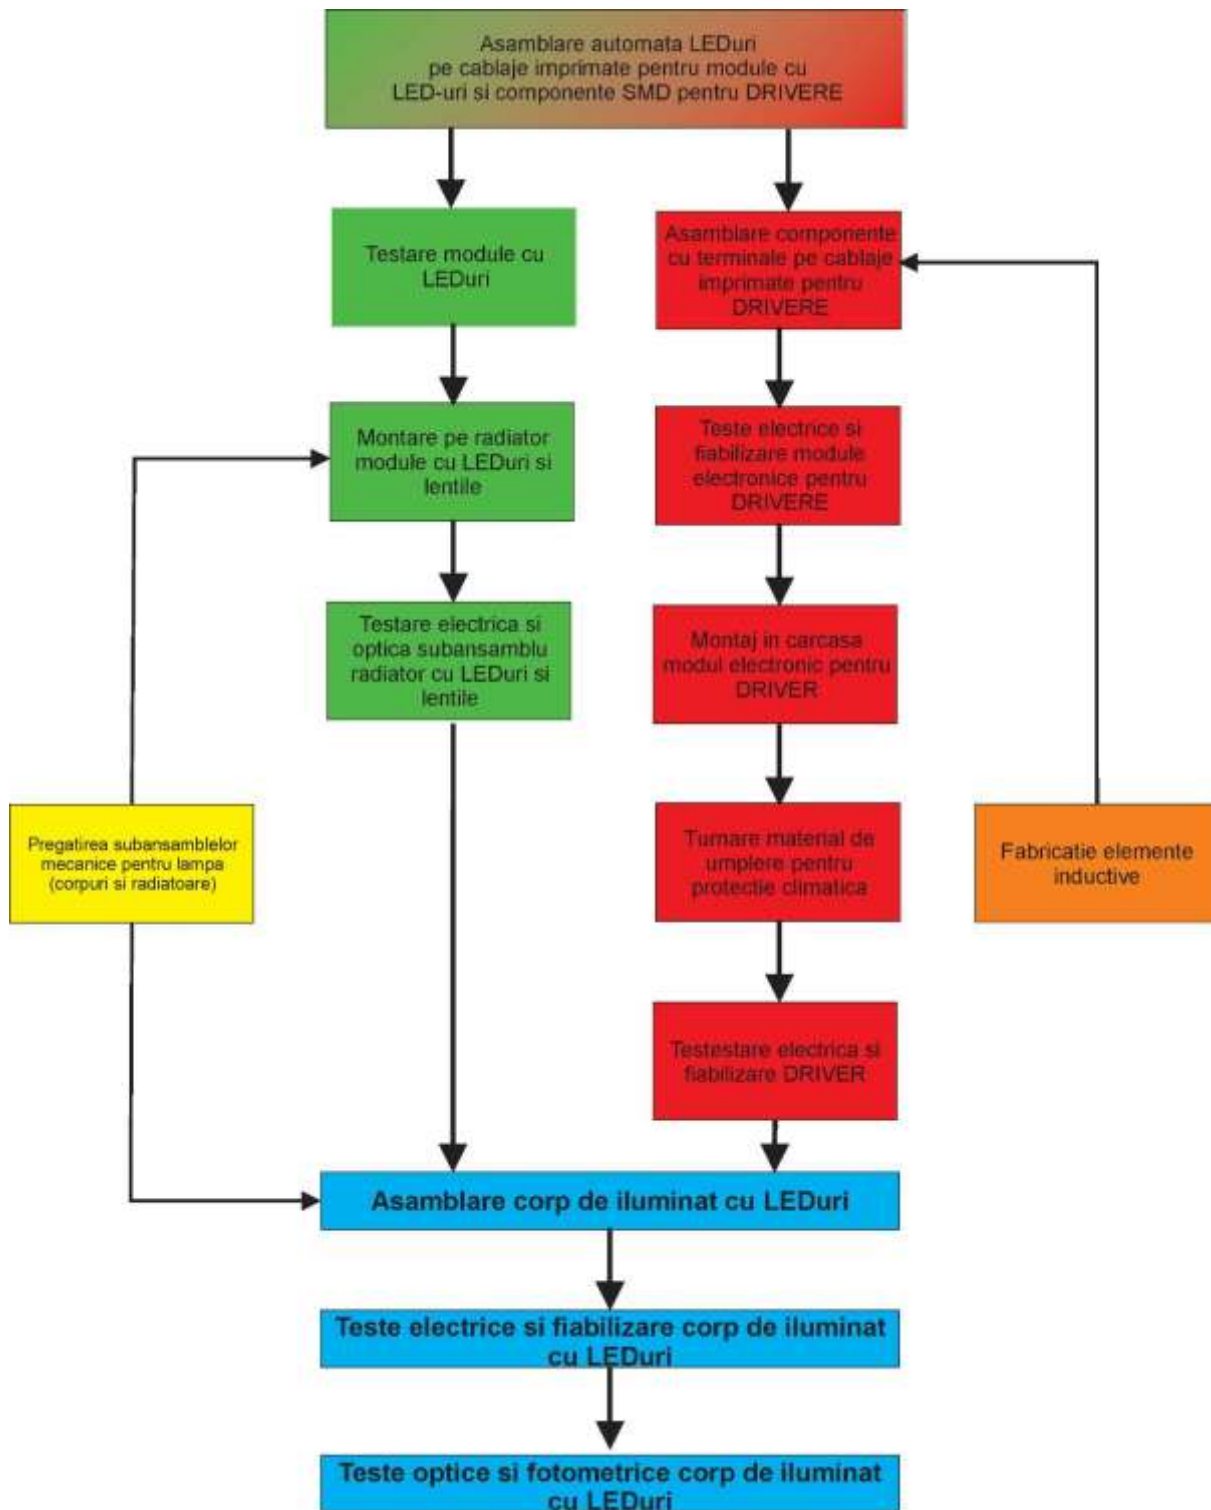 Asamblare automata LEDuri
pe cablaje imprimate pentru module cu
LED-uri si componente SMD pentru DRIVERE
Testare module cu
LEDuri
Asamblare componente
cu terminale pe cablaje
imprimate pentru
DRIVERE
Montare pe radiator
module cu LEDuri si
lentile
Teste electrice si
fiabilizare module
electronice pentru
DRIVERE
Testare electrica si
optica subansamblu
radiator cu LEDuri si
lentile
Montaj in carcasa
modul electronic pentru
DRIVER
Pregatirea subansamblelor
mecanice pentru lampa
(corpuri si radiatoare)
Turnare material de
umplere pentru
protectie climatica
Fabricatie elemente
inductive
Testestare electrica si
fiabilizare DRIVER
Asamblare corp de iluminat cu LEDuri
Teste electrice si fiabilizare corp de iluminat
cu LEDuri
Teste optice si fotometrice corp de iluminat
cu LEDuri